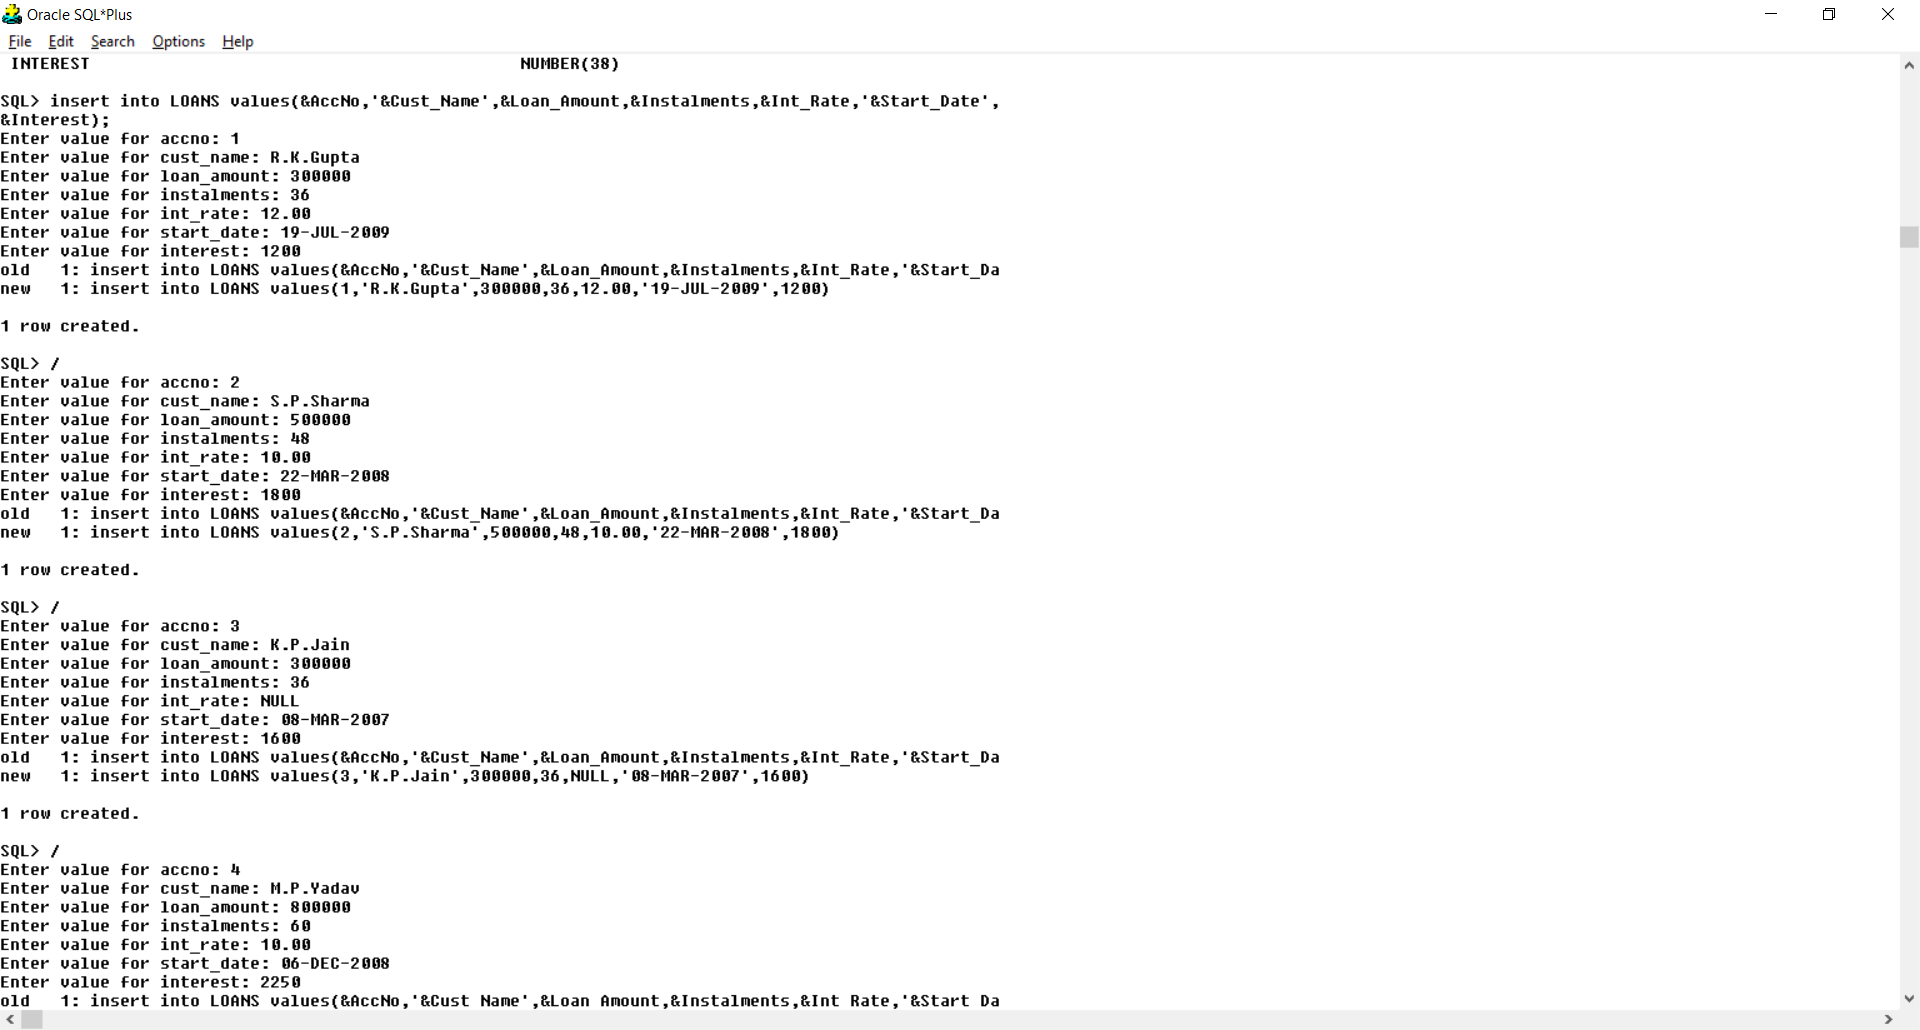 Oracle SQL*Plus
File Edit Search Options Help
INTEREST NUMBER(38)
SQL> insert into LOANS values(&AccNo,'&Cust_Name',&Loan_Amount,&Instalments,&Int_Rate,'&Start_Date',
&Interest);
Enter value for accno: 1
Enter value for cust_name: R.K.Gupta
Enter value for loan_amount: 300000
Enter value for instalments: 36
Enter value for int_rate: 12.00
Enter value for start_date: 19-JUL-2009
Enter value for interest: 1200
old   1: insert into LOANS values(&AccNo,'&Cust_Name',&Loan_Amount,&Instalments,&Int_Rate,'&Start_Da
new   1: insert into LOANS values(1,'R.K.Gupta',300000,36,12.00,'19-JUL-2009',1200)
1 row created.
SQL> /
Enter value for accno: 2
Enter value for cust_name: S.P.Sharma
Enter value for loan_amount: 500000
Enter value for instalments: 48
Enter value for int_rate: 10.00
Enter value for start_date: 22-MAR-2008
Enter value for interest: 1800
old   1: insert into LOANS values(&AccNo,'&Cust_Name',&Loan_Amount,&Instalments,&Int_Rate,'&Start_Da
new   1: insert into LOANS values(2,'S.P.Sharma',500000,48,10.00,'22-MAR-2008',1800)
1 row created.
SQL> /
Enter value for accno: 3
Enter value for cust_name: K.P.Jain
Enter value for loan_amount: 300000
Enter value for instalments: 36
Enter value for int_rate: NULL
Enter value for start_date: 08-MAR-2007
Enter value for interest: 1600
old   1: insert into LOANS values(&AccNo,'&Cust_Name',&Loan_Amount,&Instalments,&Int_Rate,'&Start_Da
new   1: insert into LOANS values(3,'K.P.Jain',300000,36,NULL,'08-MAR-2007',1600)
1 row created.
SQL> /
Enter value for accno: 4
Enter value for cust_name: M.P.Yadav
Enter value for loan_amount: 800000
Enter value for instalments: 60
Enter value for int_rate: 10.00
Enter value for start_date: 06-DEC-2008
Enter value for interest: 2250
old   1: insert into LOANS values(&AccNo,'&Cust_Name',&Loan_Amount,&Instalments,&Int_Rate,'&Start_Da